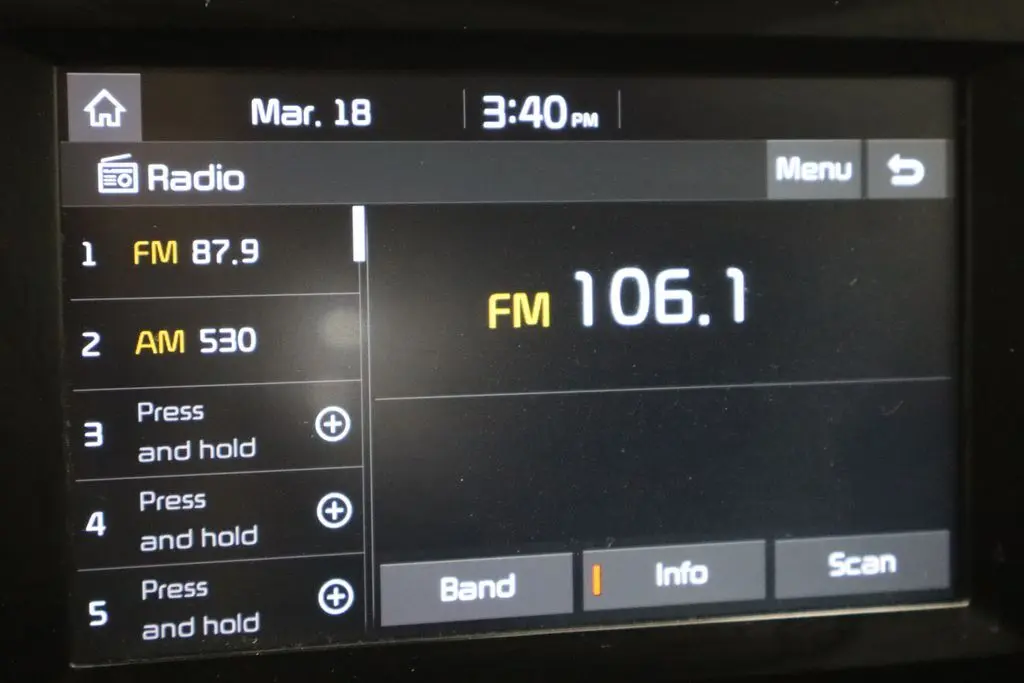 Mar. 18 3:40 PM
Radio Menu
1 FM 87.9
FM 106.1
2 AM 530
3 Press
and hold
4 Press
and hold
5 Press
and hold
Band Info Scan